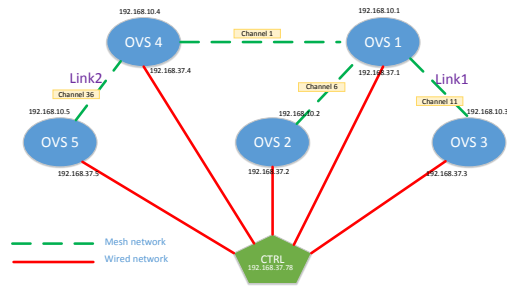 192.168.10.4
192.168.10.1
Channel 1
OVS 4
OVS 1
192.168.37.4
192.168.37.1
Link2
Link1
Channel 36
Channel 6
Channel 11
192.168.10.5
192.168.10.2
192.168.10.3
OVS 5
OVS 2
OVS 3
192.168.37.5
192.168.37.2
192.168.37.3
Mesh network
Wired network
CTRL
192.168.37.78